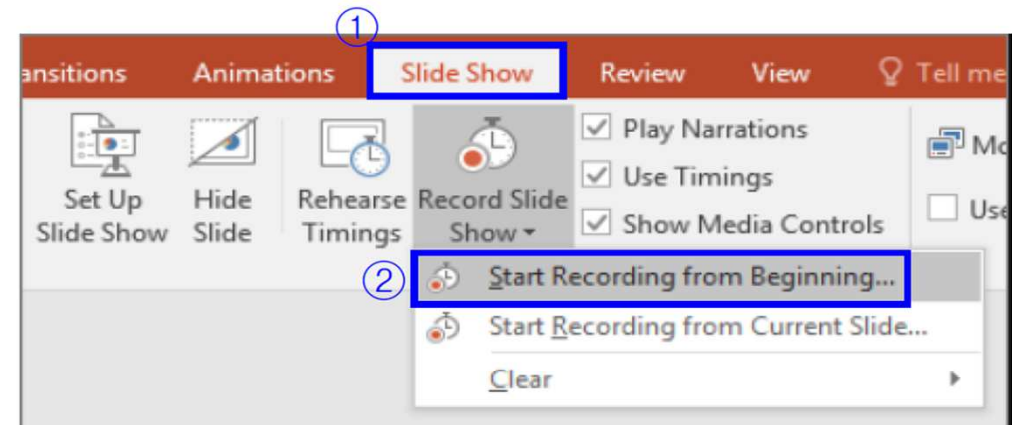 ①
ansitions Animations Slide Show Review View Tell me
Set Up Slide Show
Hide Slide
Rehearse Timings
Record Slide Show
Play Narrations
Use Timings
Show Media Controls
Mo
Use
② Start Recording from Beginning...
Start Recording from Current Slide...
Clear